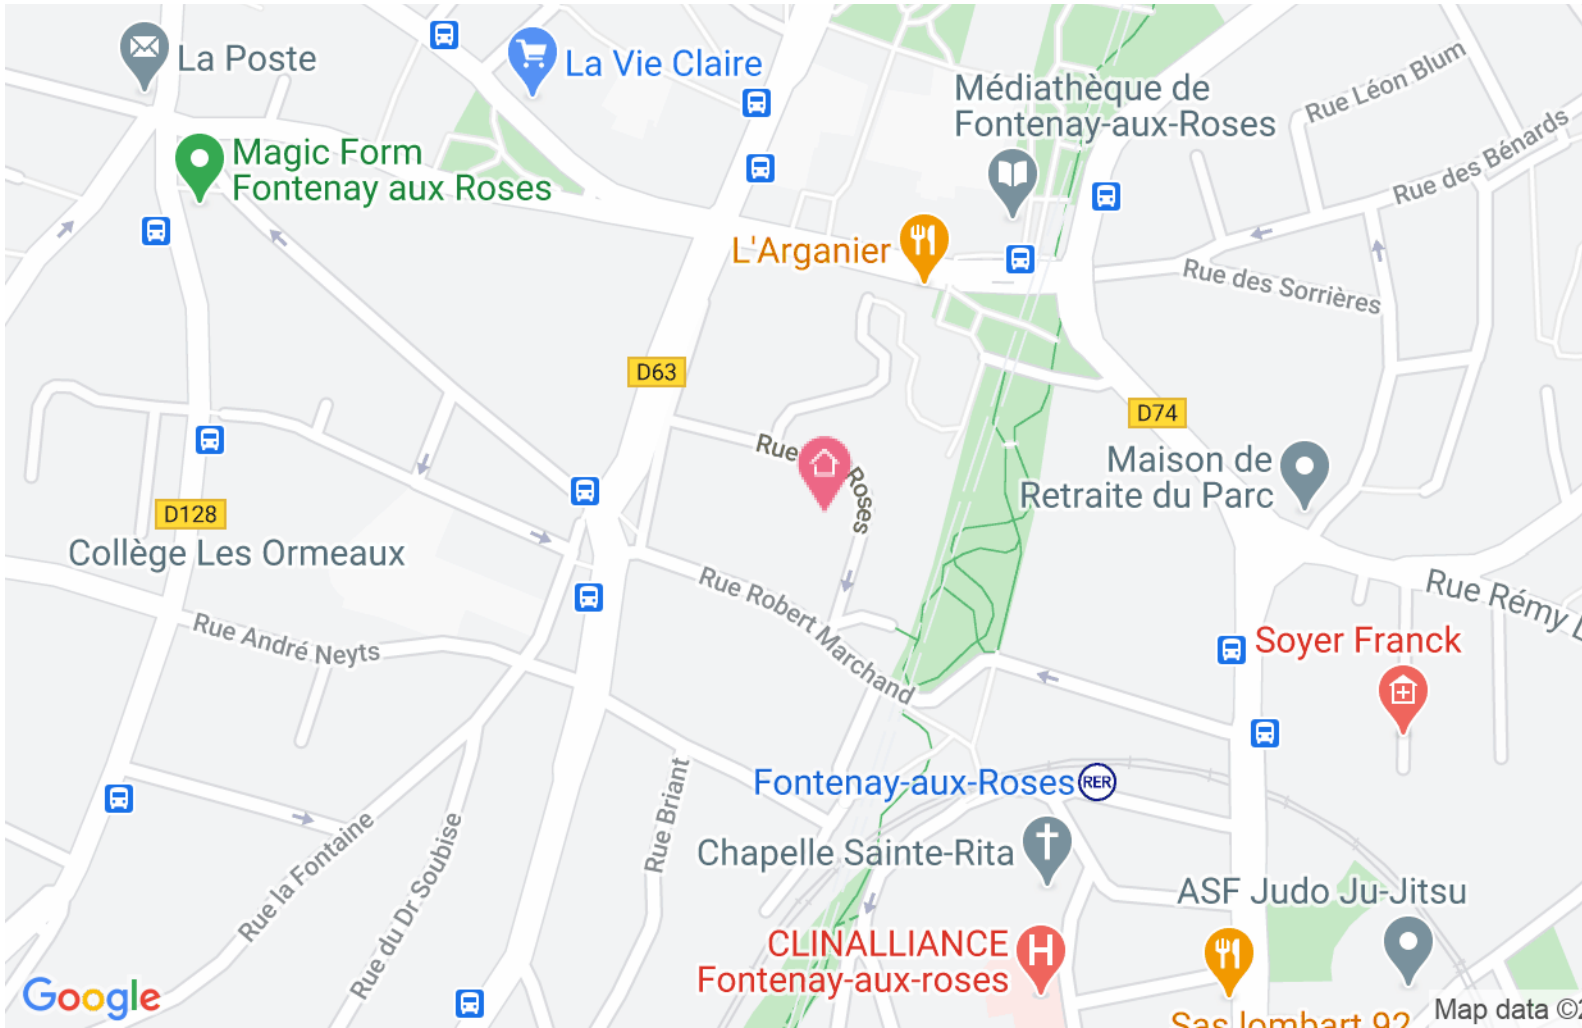 La Poste
La Vie Claire
Médiathèque de
Fontenay-aux-Roses
Rue Léon Blum
Rue des Bénards
Magic Form
Fontenay aux Roses
L'Arganier
Rue des Sorrières
D63
D74
Rue
Roses
Maison de
Retraite du Parc
D128
Collège Les Ormeaux
Rue Robert Marchand
Rue Rémy
Rue André Neyts
Soyer Franck
Fontenay-aux-Roses
RER
Rue Briant
Rue la Fontaine
Rue du Dr Soubise
Chapelle Sainte-Rita
ASF Judo Ju-Jitsu
CLINALLIANCE
Fontenay-aux-roses
H
Google
Sas lombart 92
Map data ©